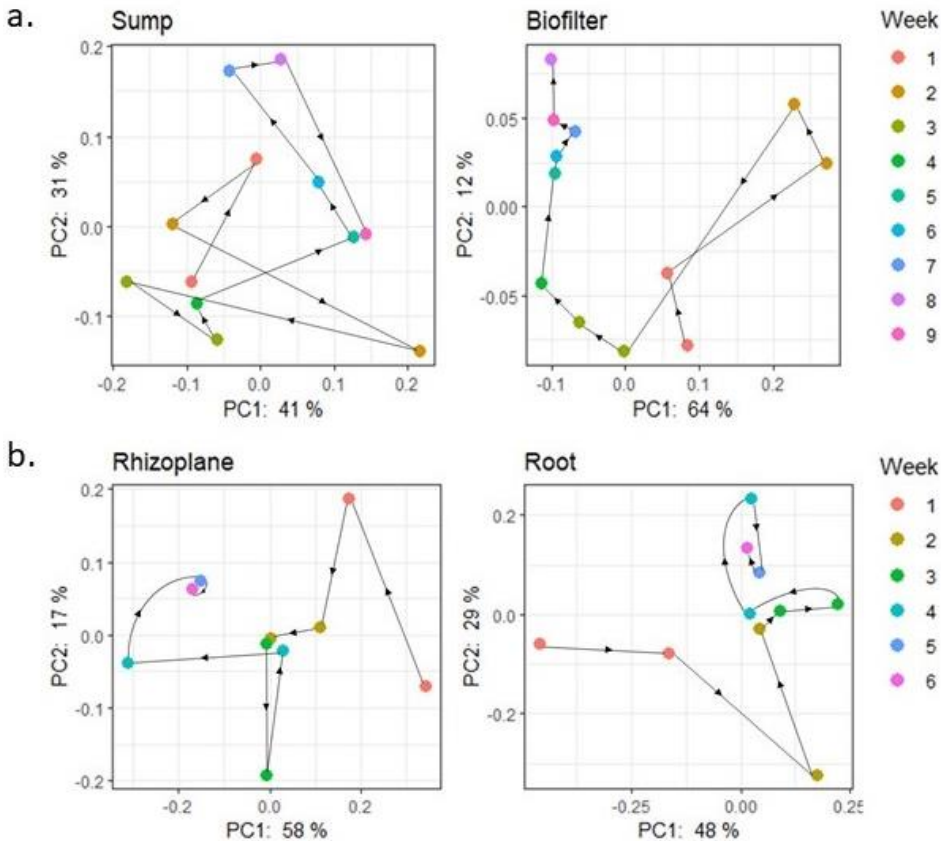 a.
Sump
Biofilter
Week
0.2
0.1
0.0
-0.1
PC2: 31 %
-0.2 -0.1 0.0 0.1 0.2
PC1: 41 %
0.05
0.00
-0.05
PC2: 12 %
-0.1 0.0 0.1 0.2
PC1: 64 %
1
2
3
4
5
6
7
8
9
b.
Rhizoplane
Root
Week
0.2
0.1
0.0
-0.1
-0.2
PC2: 17 %
-0.2 0.0 0.2
PC1: 58 %
0.2
0.0
-0.2
PC2: 29 %
-0.25 0.00 0.25
PC1: 48 %
1
2
3
4
5
6